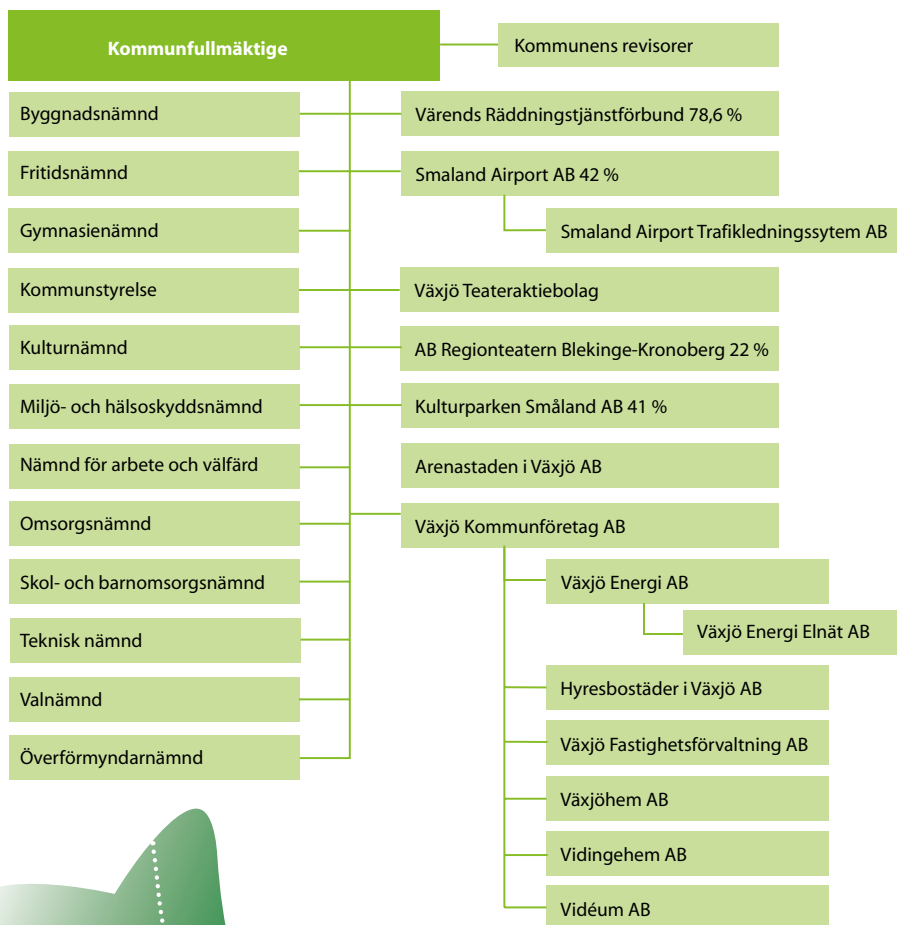 Kommunfullmäktige
Kommunens revisorer
Byggnadsnämnd
Fritidsnämnd
Gymnasienämnd
Kommunstyrelse
Kulturnämnd
Miljö- och hälsoskyddsnämnd
Nämnd för arbete och välfärd
Omsorgsnämnd
Skol- och barnomsorgsnämnd
Teknisk nämnd
Valnämnd
Överförmyndarnämnd
Värends Räddningstjänstförbund 78,6 %
Smaland Airport AB 42 %
Smaland Airport Trafikledningssytem AB
Växjö Teateraktiebolag
AB Regionteatern Blekinge-Kronoberg 22 %
Kulturparken Småland AB 41 %
Arenastaden i Växjö AB
Växjö Kommunföretag AB
Växjö Energi AB
Växjö Energi Elnät AB
Hyresbostäder i Växjö AB
Växjö Fastighetsförvaltning AB
Växjöhem AB
Vidingehem AB
Vidéum AB